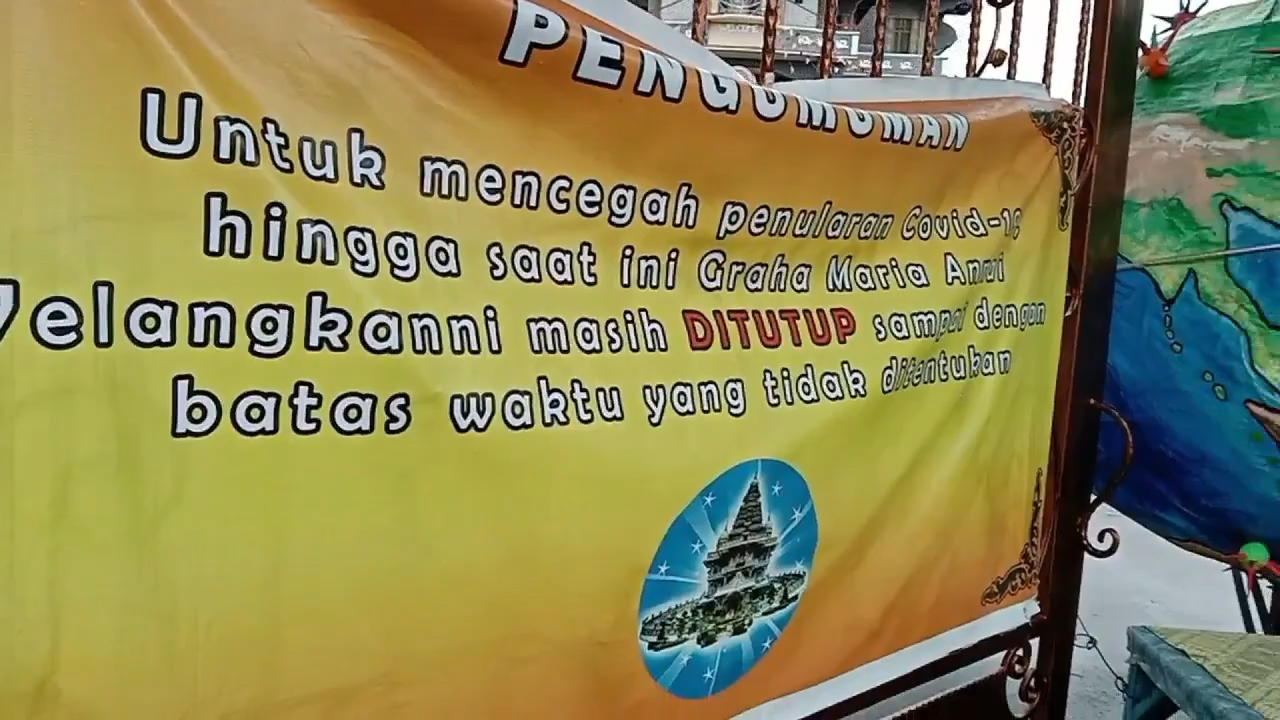 PENGUMUMAN
Untuk mencegah penularan Covid-19
hingga saat ini Graha Maria Annai
Velangkanni masih DITUTUP sampai dengan
batas waktu yang tidak ditentukan